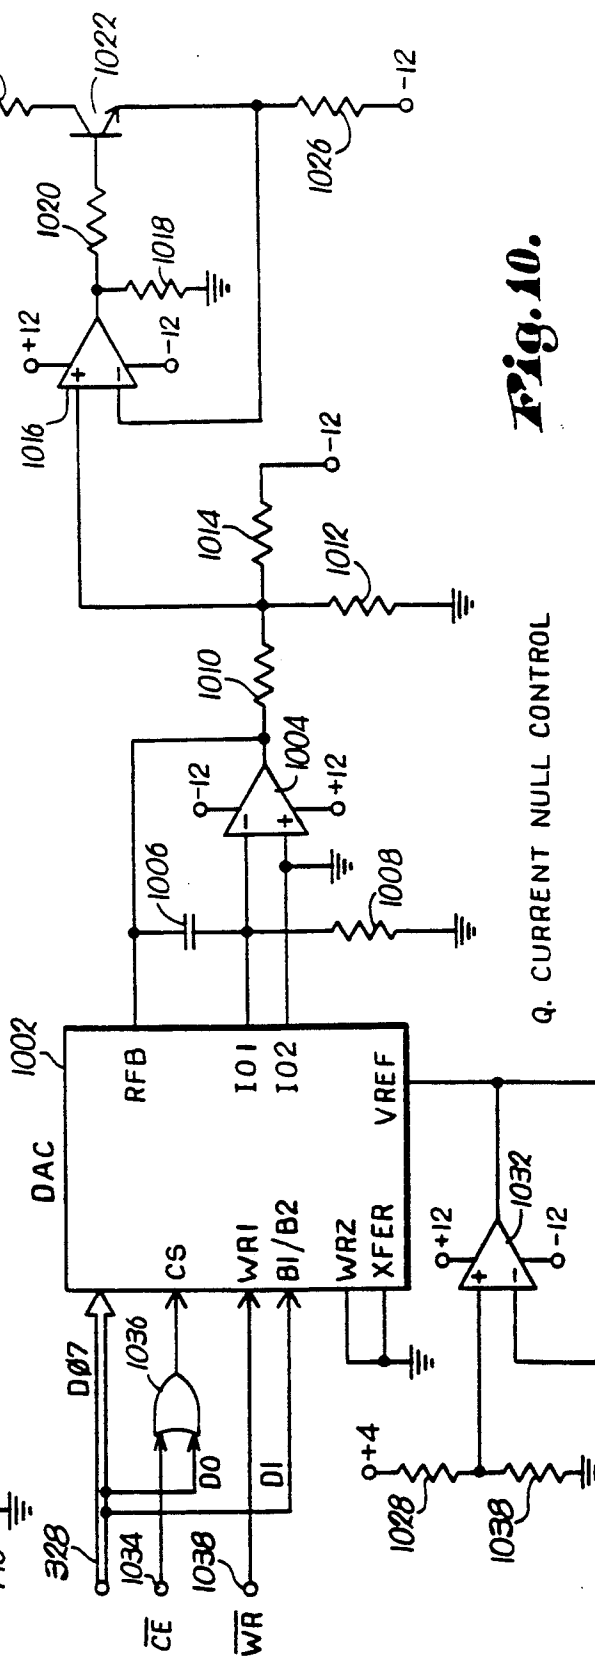 1022
-12
1026
1020
1018
+12
-12
+
-
1016
-12
1014
1012
1010
-12
1004
+12
-
+
1006
1008
1002
DAC
RFB
IO1
IO2
VREF
CS
WR1
B1/B2
WR2
XFER
DØ7
1036
D0
D1
328
1034
CE
1038
WR
+12
1032
-12
+
-
+4
1028
1038
Q. CURRENT NULL CONTROL
Fig. 10.